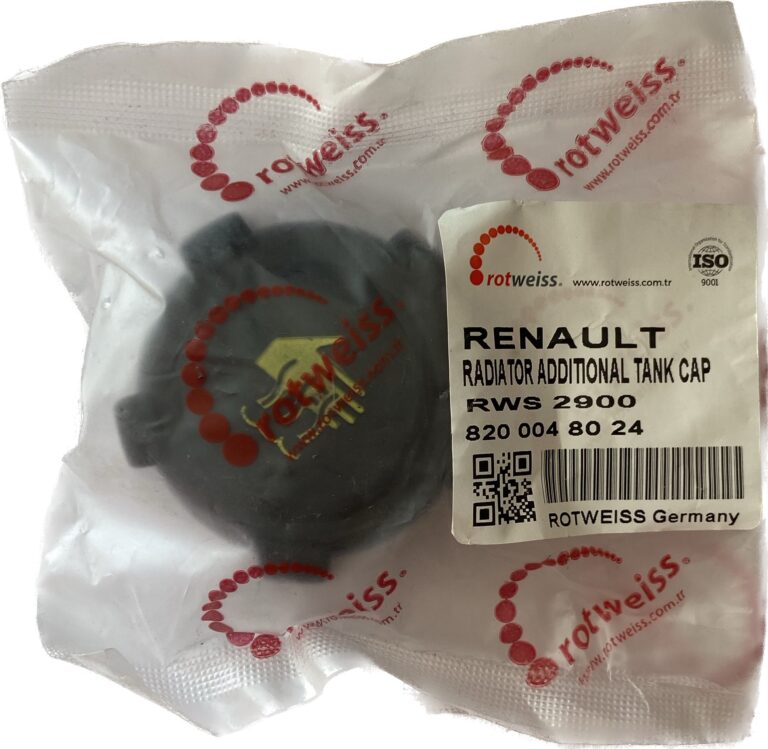 rotweiss.
www.rotweiss.com.tr
rotweiss.
www.rotweiss.com.tr
rotweiss. www.rotweiss.com.tr
ISO
9001
RENAULT
RADIATOR ADDITIONAL TANK CAP
RWS 2900
820 004 80 24
ROTWEISS Germany
rotweiss.
rotweiss.
rotweiss.
www.rotweiss.com.tr